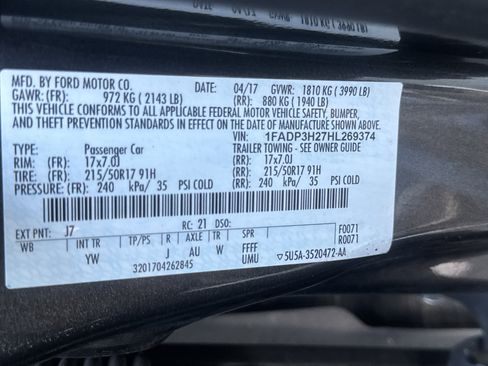 MFD. BY FORD MOTOR CO. DATE: 04/17 GVWR: 1810 KG ( 3990 LB)
GAWR: (FR): 972 KG ( 2143 LB) (RR): 880 KG ( 1940 LB)
THIS VEHICLE CONFORMS TO ALL APPLICABLE FEDERAL MOTOR VEHICLE SAFETY, BUMPER,
AND THEFT PREVENTION STANDARDS IN EFFECT ON THE DATE OF MANUFACTURE SHOWN ABOVE.
VIN: 1FADP3H27HL269374
TYPE: Passenger Car TRAILER TOWING - SEE OWNER GUIDE
RIM: (FR): 17x7.0J (RR): 17x7.0J
TIRE: (FR): 215/50R17 91H (RR): 215/50R17 91H
PRESSURE: (FR): 240 kPa/ 35 PSI COLD (RR): 240 kPa/ 35 PSI COLD
EXT PNT: J7 RC: 21 DSO: F0071
WB INT TR TP/PS R AXLE TR SPR R0071
YW J AU W FFFF
UMU
3201704262845 5U5A-3520472-AA